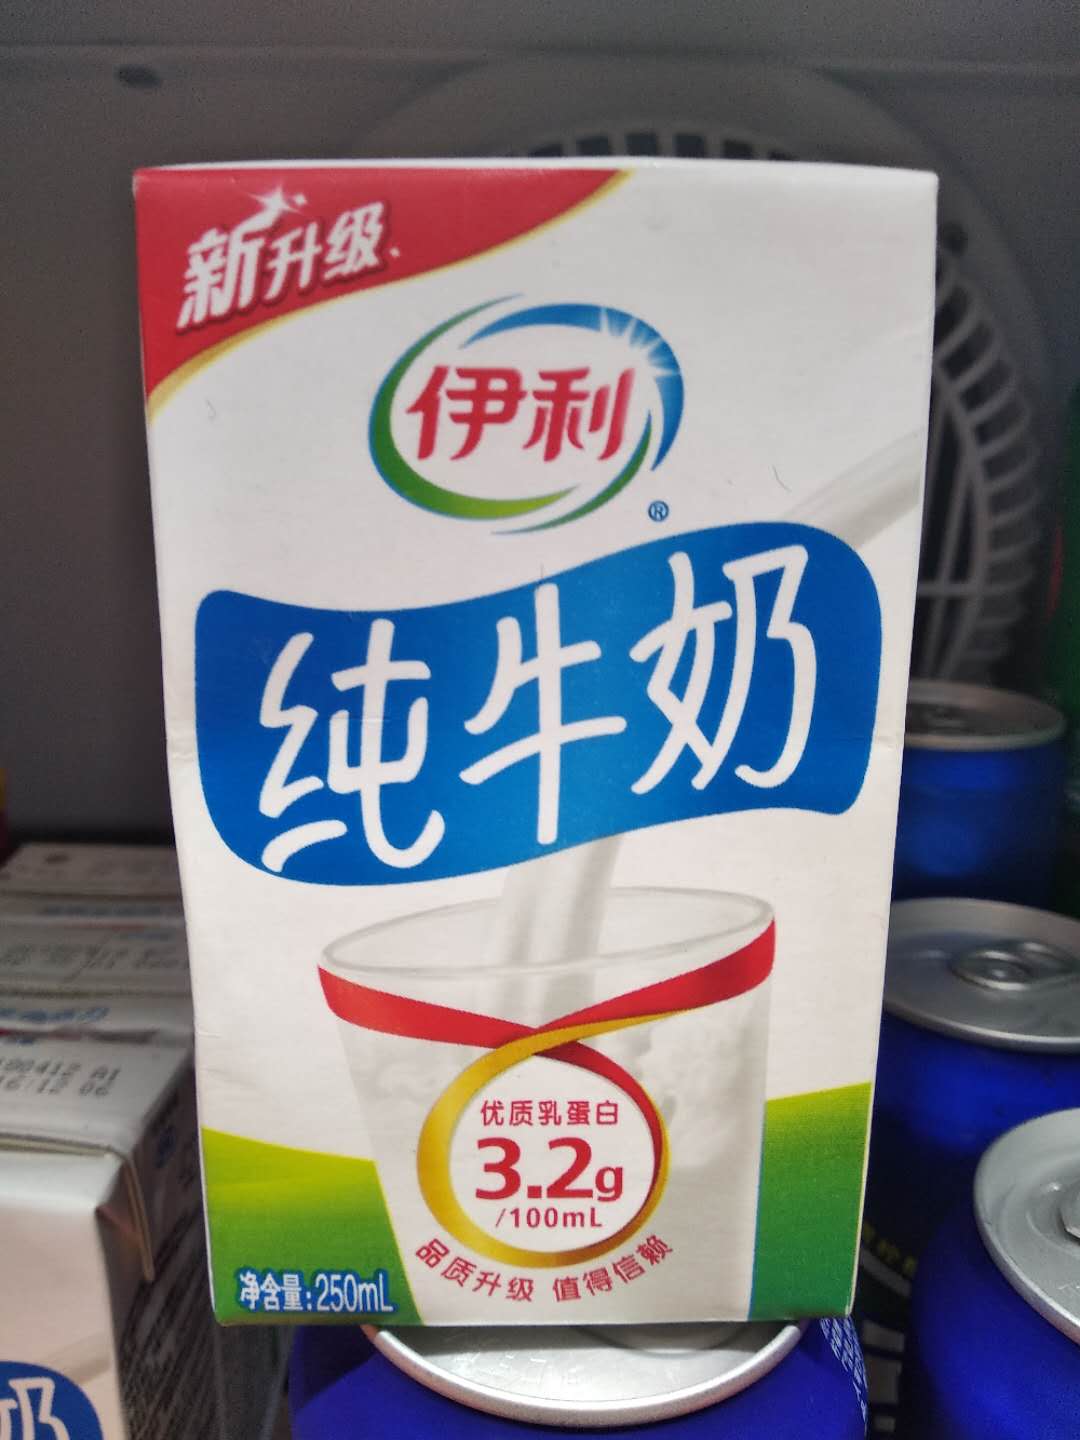 新升级
伊利
®
纯牛奶
优质乳蛋白
3.2g
/100mL
品质升级 值得信赖
净含量:250mL
奶